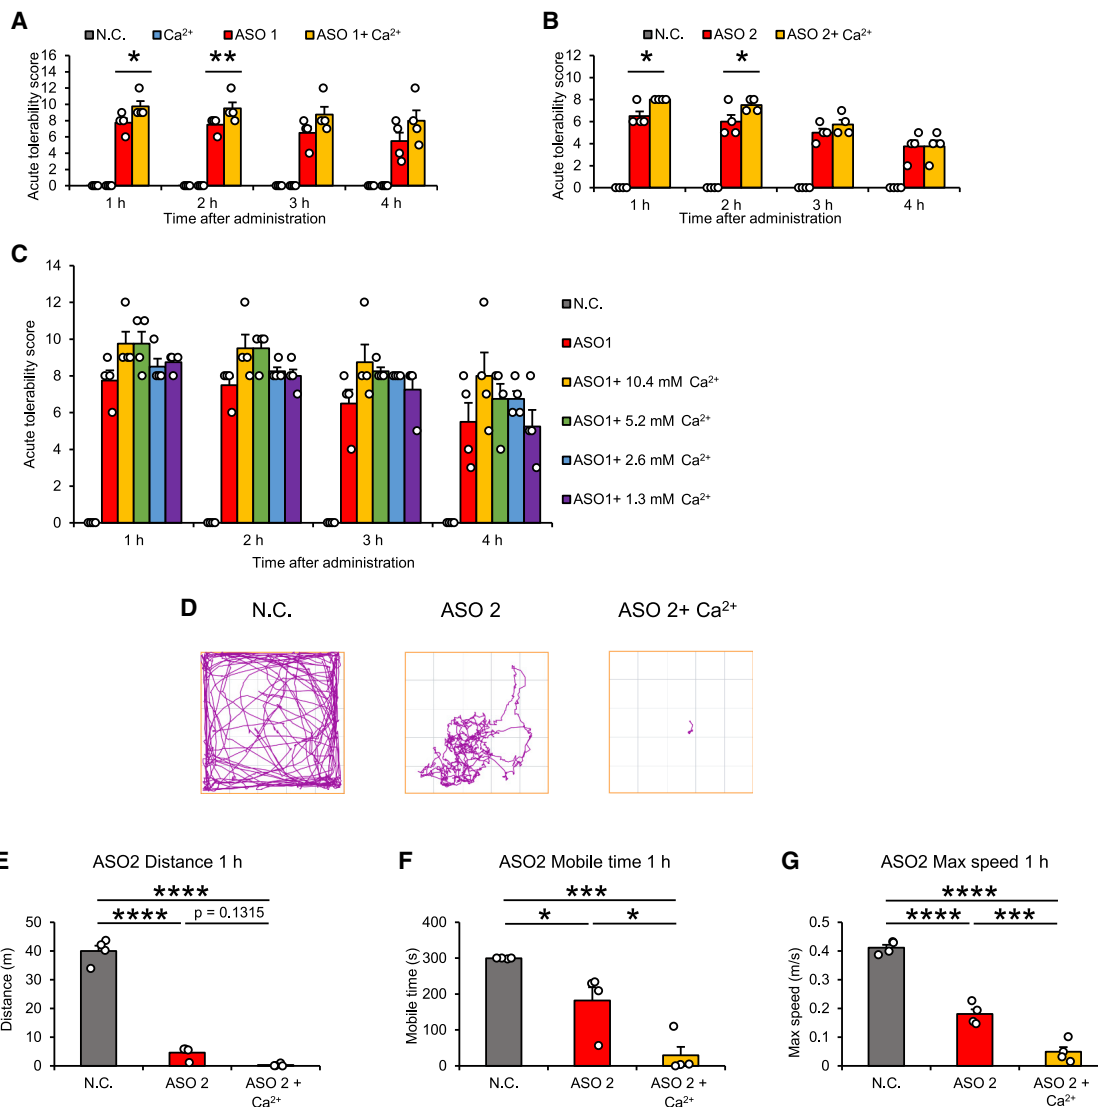 A
N.C. Ca²⁺ ASO 1 ASO 1+ Ca²⁺
Acute tolerability score
16
14
12
10
8
6
4
2
0
* **
1 h 2 h 3 h 4 h
Time after administration
B
N.C. ASO 2 ASO 2+ Ca²⁺
Acute tolerability score
12
10
8
6
4
2
0
* *
1 h 2 h 3 h 4 h
Time after administration
C
Acute tolerability score
14
12
10
8
6
4
2
0
1 h 2 h 3 h 4 h
Time after administration
N.C.
ASO1
ASO1+ 10.4 mM Ca²⁺
ASO1+ 5.2 mM Ca²⁺
ASO1+ 2.6 mM Ca²⁺
ASO1+ 1.3 mM Ca²⁺
D
N.C. ASO 2 ASO 2+ Ca²⁺
E
ASO2 Distance 1 h
****
**** p = 0.1315
Distance (m)
50
40
30
20
10
0
N.C. ASO 2 ASO 2 +
Ca²⁺
F
ASO2 Mobile time 1 h
***
* *
Mobile time (s)
400
300
200
100
0
N.C. ASO 2 ASO 2 +
Ca²⁺
G
ASO2 Max speed 1 h
****
**** ***
Max speed (m/s)
0.5
0.4
0.3
0.2
0.1
0
N.C. ASO 2 ASO 2 +
Ca²⁺